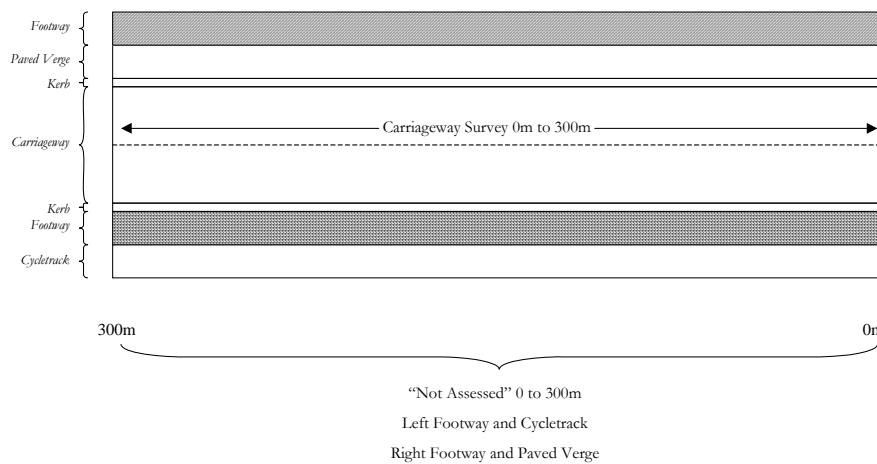 Footway
Paved Verge
Kerb
Carriageway Survey 0m to 300m
Carriageway
Kerb
Footway
Cycletrack
300m
0m
“Not Assessed” 0 to 300m
Left Footway and Cycletrack
Right Footway and Paved Verge